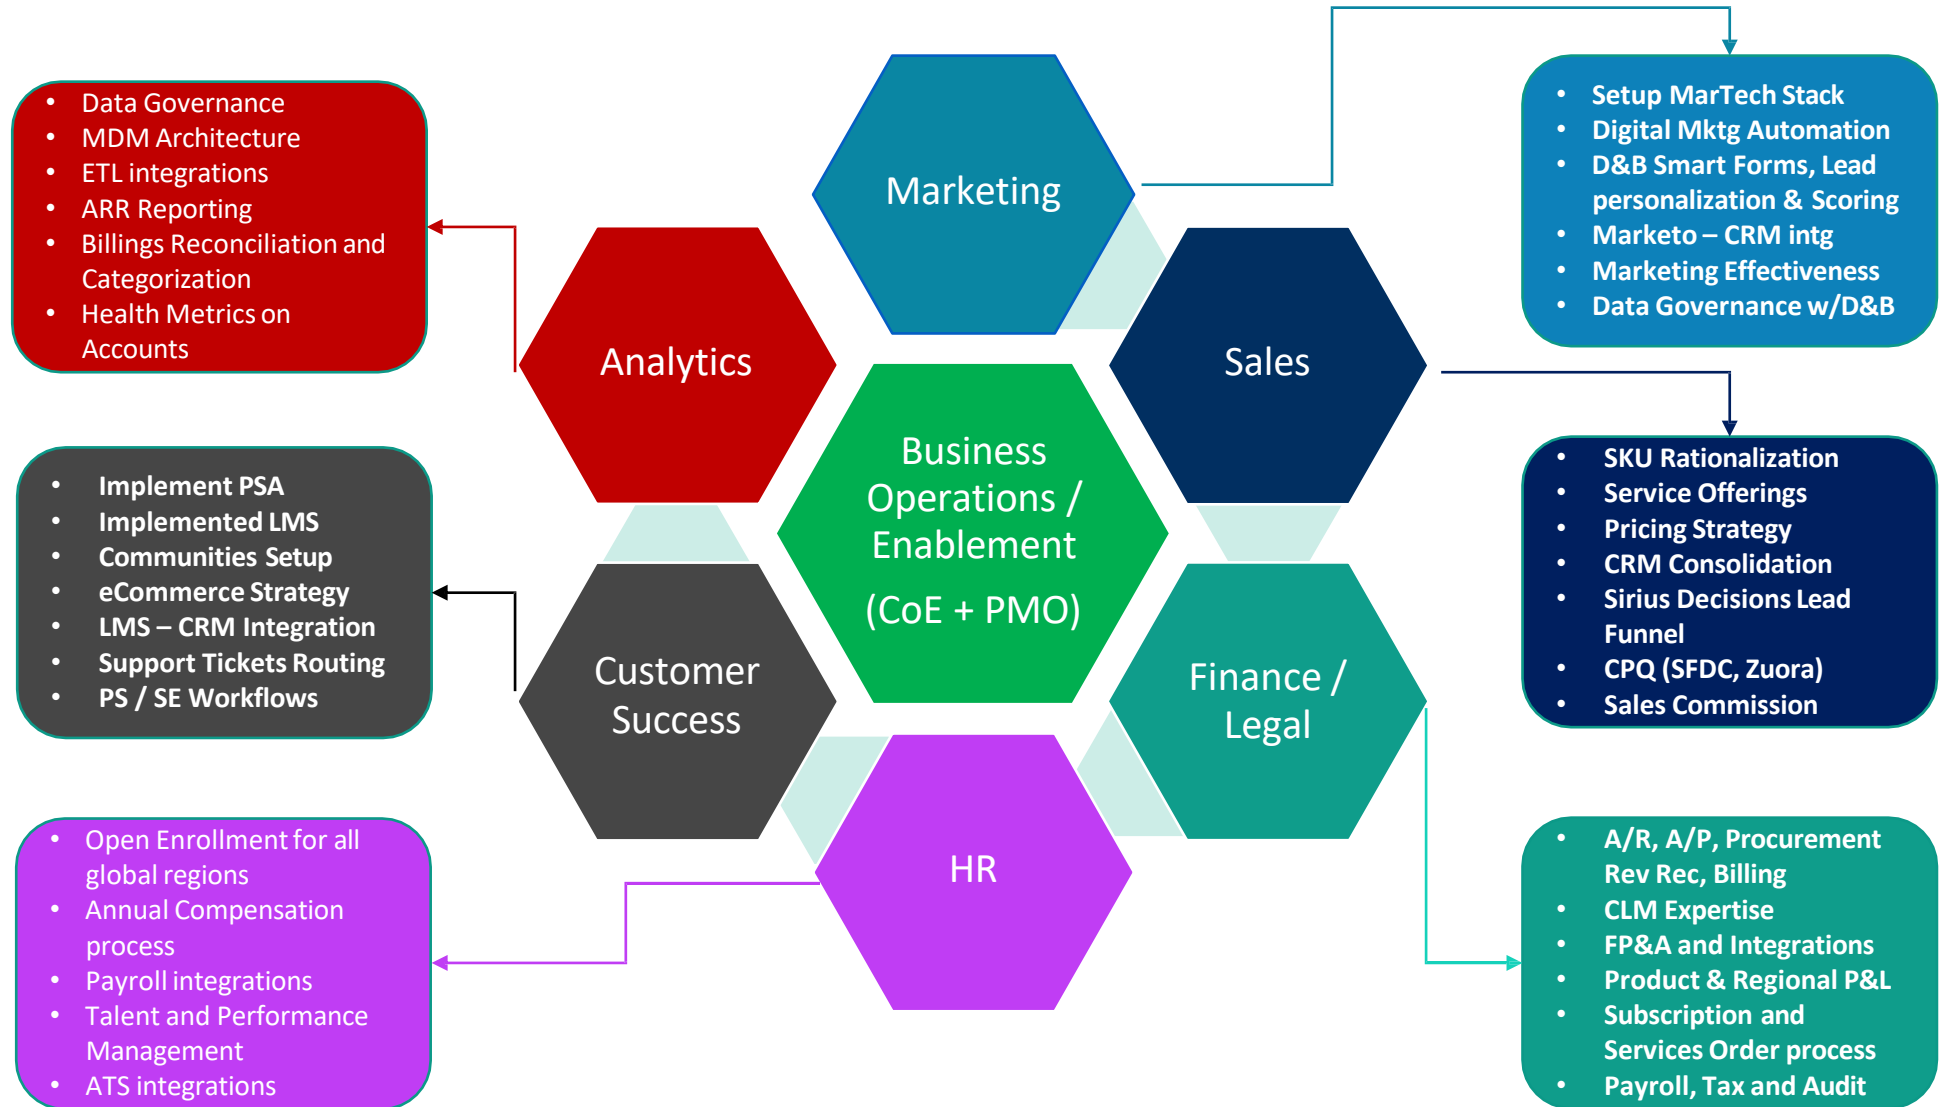 Marketing
Sales
Analytics
Business
Operations /
Enablement
(CoE + PMO)
Customer
Success
Finance /
Legal
HR
• Data Governance
• MDM Architecture
• ETL integrations
• ARR Reporting
• Billings Reconciliation and
Categorization
• Health Metrics on
Accounts
• Implement PSA
• Implemented LMS
• Communities Setup
• eCommerce Strategy
• LMS – CRM Integration
• Support Tickets Routing
• PS / SE Workflows
• Open Enrollment for all
global regions
• Annual Compensation
process
• Payroll integrations
• Talent and Performance
Management
• ATS integrations
• Setup MarTech Stack
• Digital Mktg Automation
• D&B Smart Forms, Lead
personalization & Scoring
• Marketo – CRM intg
• Marketing Effectiveness
• Data Governance w/D&B
• SKU Rationalization
• Service Offerings
• Pricing Strategy
• CRM Consolidation
• Sirius Decisions Lead
Funnel
• CPQ (SFDC, Zuora)
• Sales Commission
• A/R, A/P, Procurement
Rev Rec, Billing
• CLM Expertise
• FP&A and Integrations
• Product & Regional P&L
• Subscription and
Services Order process
• Payroll, Tax and Audit